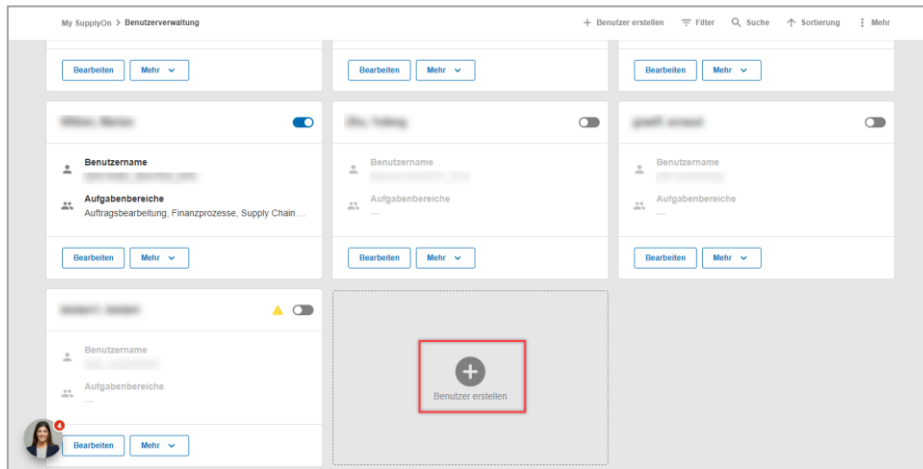 My SupplyOn > Benutzerverwaltung
+ Benutzer erstellen Filter Suche Sortierung Mehr
Bearbeiten Mehr
Bearbeiten Mehr
Bearbeiten Mehr
Benutzername
Aufgabenbereiche
Auftragsbearbeitung, Finanzprozesse, Supply Chain ...
Bearbeiten Mehr
Benutzername
Aufgabenbereiche
---
Bearbeiten Mehr
Benutzername
Aufgabenbereiche
---
Bearbeiten Mehr
Benutzername
Aufgabenbereiche
---
4
Bearbeiten Mehr
Benutzer erstellen